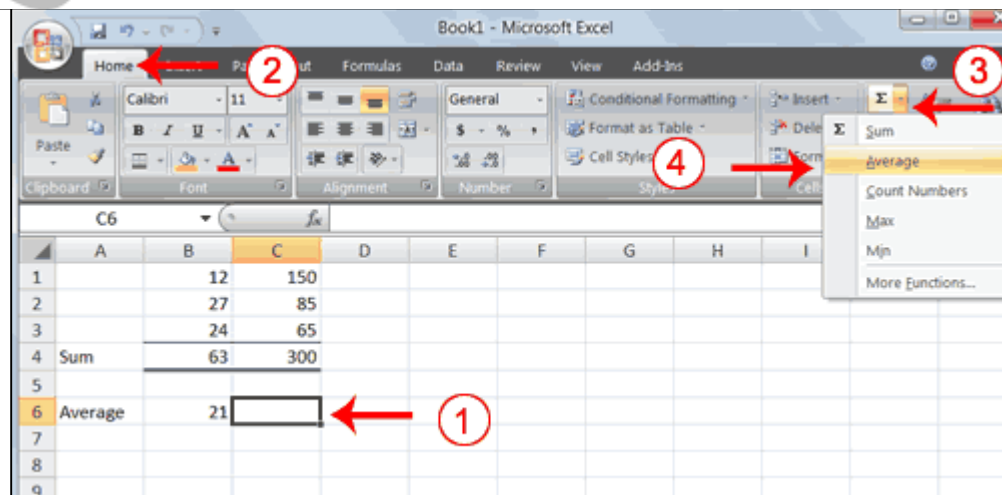 Book1 - Microsoft Excel
Home 2 Formulas Data Review View Add-Ins 3
Calibri 11 General Conditional Formatting Insert Σ
Paste B I U A A $ % , Format as Table Σ Sum
Cell Styles 4 Average
Clipboard Font Alignment Number Styles Cells Count Numbers
Max
Min
More Functions...
C6 fx
A B C D E F G H I
1 12 150
2 27 85
3 24 65
4 Sum 63 300
5
6 Average 21 1
7
8
9